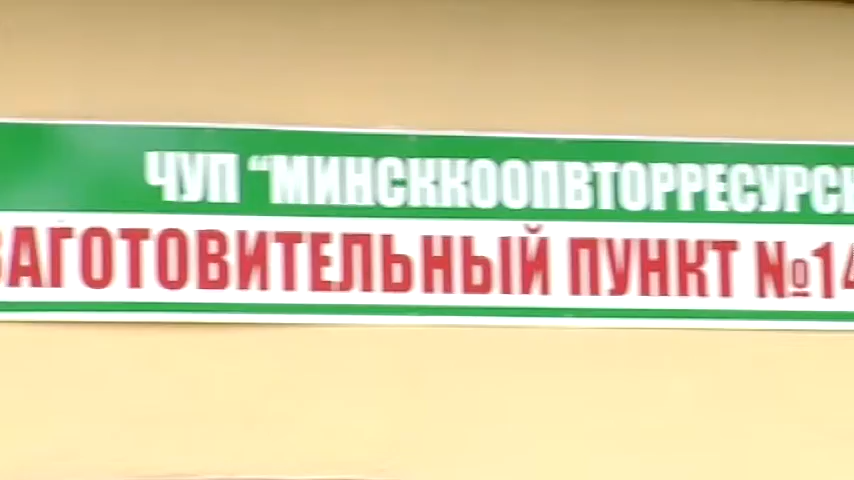 ЧУП "МИНСККООПВТОРРЕСУРС
ЗАГОТОВИТЕЛЬНЫЙ ПУНКТ №14